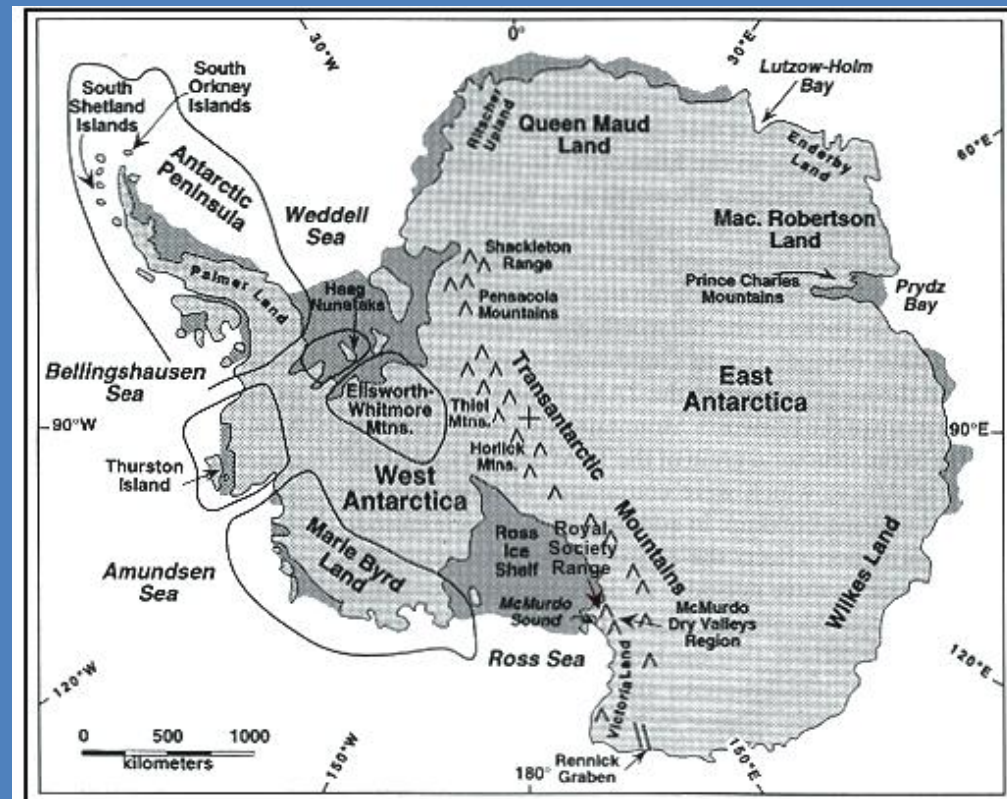 30°W
0°
30°E
Lutzow-Holm
Bay
South
Orkney
Islands
South
Shetland
Islands
Ritscher
Upland
Queen Maud
Land
Enderby
Land
60°E
Antarctic
Peninsula
Weddell
Sea
Mac. Robertson
Land
Shackleton
Range
Palmer Land
Haag
Nunataks
Pensacola
Mountains
Prince Charles
Mountains
Prydz
Bay
Bellingshausen
Sea
Ellsworth-
Whitmore
Mtns.
Thiel
Mtns.
Transantarctic
Mountains
East
Antarctica
90°W
90°E
Horlick
Mtns.
Thurston
Island
West
Antarctica
Marie Byrd
Land
Ross
Ice
Shelf
Royal
Society
Range
Wilkes Land
Amundsen
Sea
McMurdo
Sound
McMurdo
Dry Valleys
Region
Ross Sea
Victoria Land
120°W
120°E
0 500 1000
kilometers
150°W
180°
Rennick
Graben
150°E